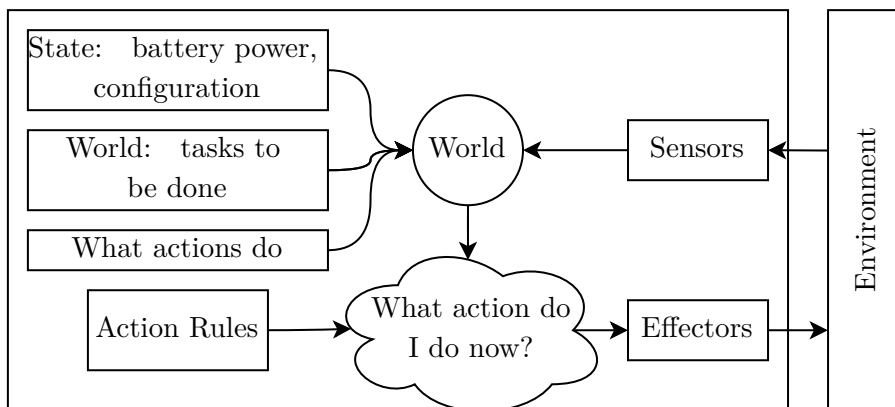 State: battery power,
configuration
World: tasks to
be done
What actions do
World
Sensors
Environment
Action Rules
What action do
I do now?
Effectors